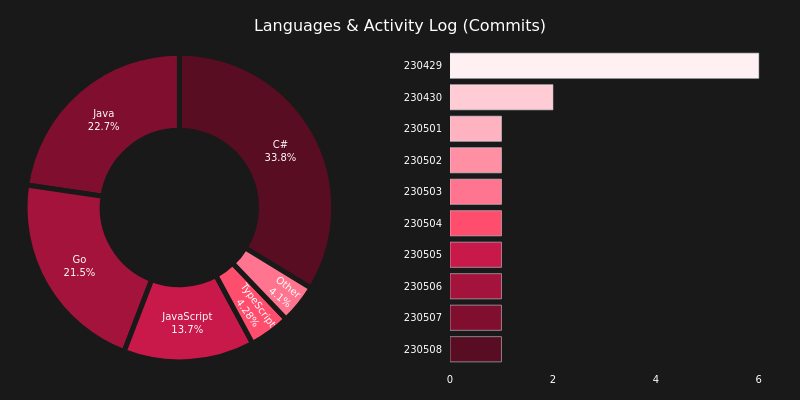 Languages & Activity Log (Commits)
Java
22.7%
C#
33.8%
Go
21.5%
JavaScript
13.7%
TypeScript
4.28%
Other
4.1%
230429
230430
230501
230502
230503
230504
230505
230506
230507
230508
0 2 4 6